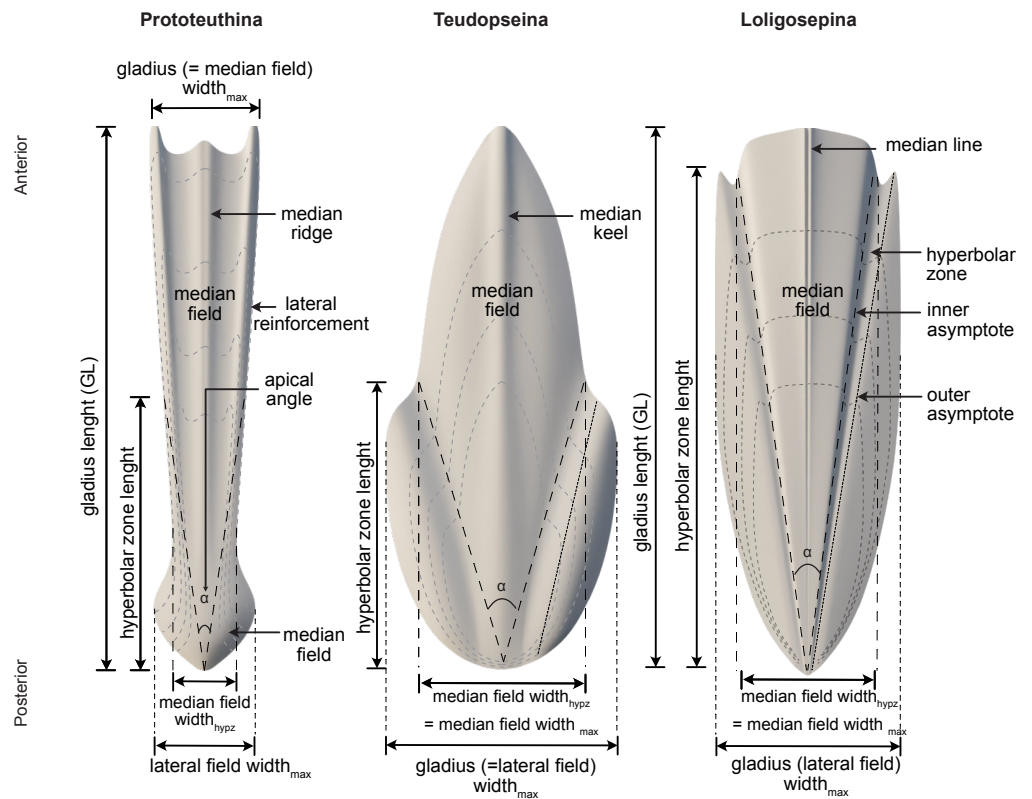 Prototeuthina
Teudopseina
Loligosepina
Anterior
Posterior
gladius (= median field)
width_max
gladius lenght (GL)
hyperbolar zone lenght
median
ridge
median
field
lateral
reinforcement
apical
angle
α
median
field
median field
width_hypz
lateral field width_max
median
keel
median
field
hyperbolar zone lenght
α
median field width_hypz
= median field width_max
gladius (=lateral field)
width_max
gladius lenght (GL)
hyperbolar zone lenght
median line
hyperbolar
zone
median
field
inner
asymptote
outer
asymptote
α
median field width_hypz
= median field width_max
gladius (lateral field)
width_max